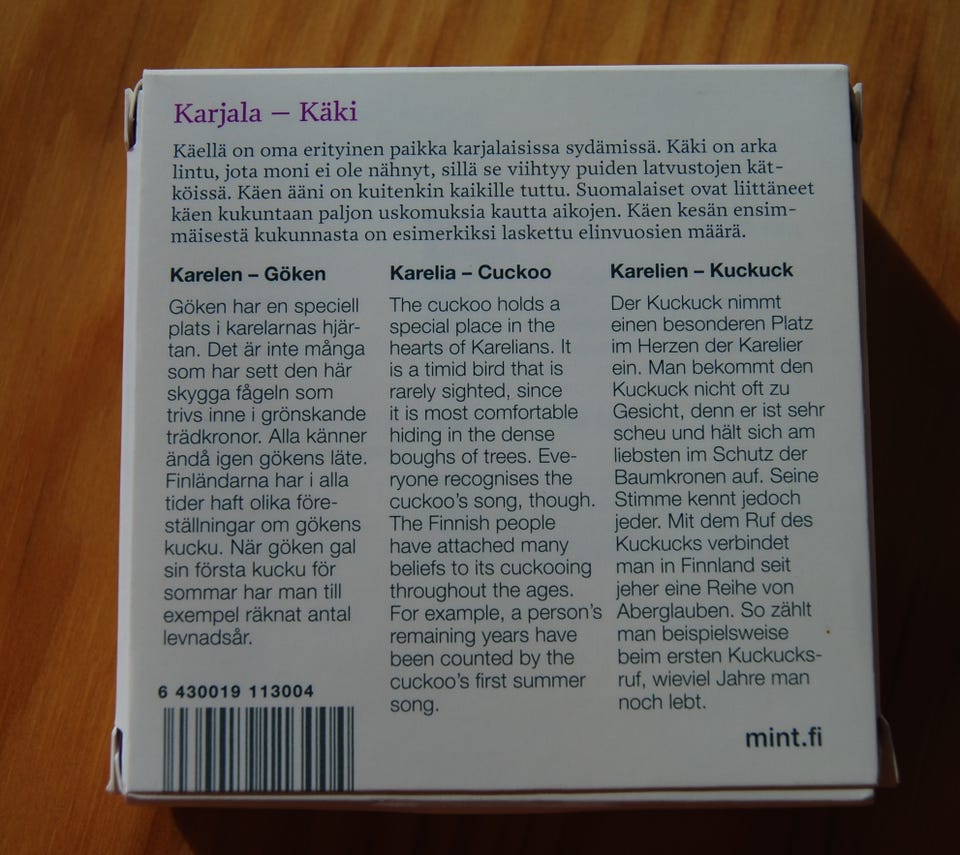 Karjala – Käki
Käellä on oma erityinen paikka karjalaisissa sydämissä. Käki on arka
lintu, jota moni ei ole nähnyt, sillä se viihtyy puiden latvustojen kät-
köissä. Käen ääni on kuitenkin kaikille tuttu. Suomalaiset ovat liittäneet
käen kukuntaan paljon uskomuksia kautta aikojen. Käen kesän ensim-
mäisestä kukunnasta on esimerkiksi laskettu elinvuosien määrä.
Karelen – Göken
Göken har en speciell
plats i karelarnas hjär-
tan. Det är inte många
som har sett den här
skygga fågeln som
trivs inne i grönskande
trädkronor. Alla känner
ändå igen gökens läte.
Finländarna har i alla
tider haft olika före-
ställningar om gökens
kucku. När göken gal
sin första kucku för
sommar har man till
exempel räknat antal
levnadsår.
Karelia – Cuckoo
The cuckoo holds a
special place in the
hearts of Karelians. It
is a timid bird that is
rarely sighted, since
it is most comfortable
hiding in the dense
boughs of trees. Eve-
ryone recognises the
cuckoo's song, though.
The Finnish people
have attached many
beliefs to its cuckooing
throughout the ages.
For example, a person's
remaining years have
been counted by the
cuckoo's first summer
song.
Karelien – Kuckuck
Der Kuckuck nimmt
einen besonderen Platz
im Herzen der Karelier
ein. Man bekommt den
Kuckuck nicht oft zu
Gesicht, denn er ist sehr
scheu und hält sich am
liebsten im Schutz der
Baumkronen auf. Seine
Stimme kennt jedoch
jeder. Mit dem Ruf des
Kuckucks verbindet
man in Finnland seit
jeher eine Reihe von
Aberglauben. So zählt
man beispielsweise
beim ersten Kuckucks-
ruf, wieviel Jahre man
noch lebt.
6 430019 113004
mint.fi